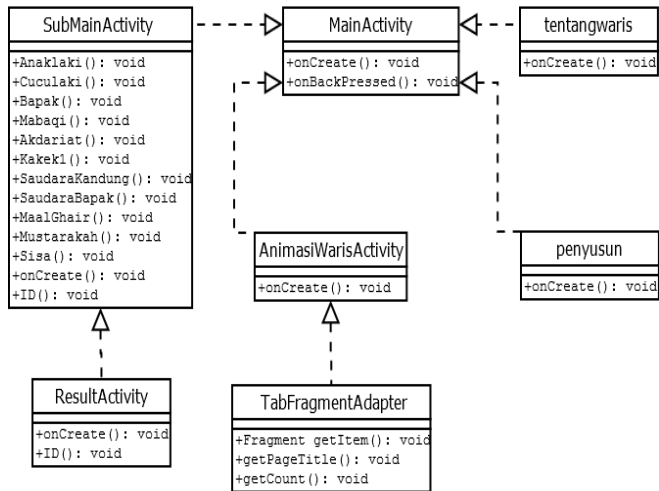 SubMainActivity
+Anaklaki(): void
+Cuculaki(): void
+Bapak(): void
+Mabaqi(): void
+Akdariat(): void
+Kakek1(): void
+SaudaraKandung(): void
+SaudaraBapak(): void
+MaalGhair(): void
+Mustarakah(): void
+Sisa(): void
+onCreate(): void
+ID(): void
MainActivity
+onCreate(): void
+onBackPressed(): void
tentangwaris
+onCreate(): void
AnimasiWarisActivity
+onCreate(): void
penyusun
+onCreate(): void
ResultActivity
+onCreate(): void
+ID(): void
TabFragmentAdapter
+Fragment getItem(): void
+getPageTitle(): void
+getCount(): void